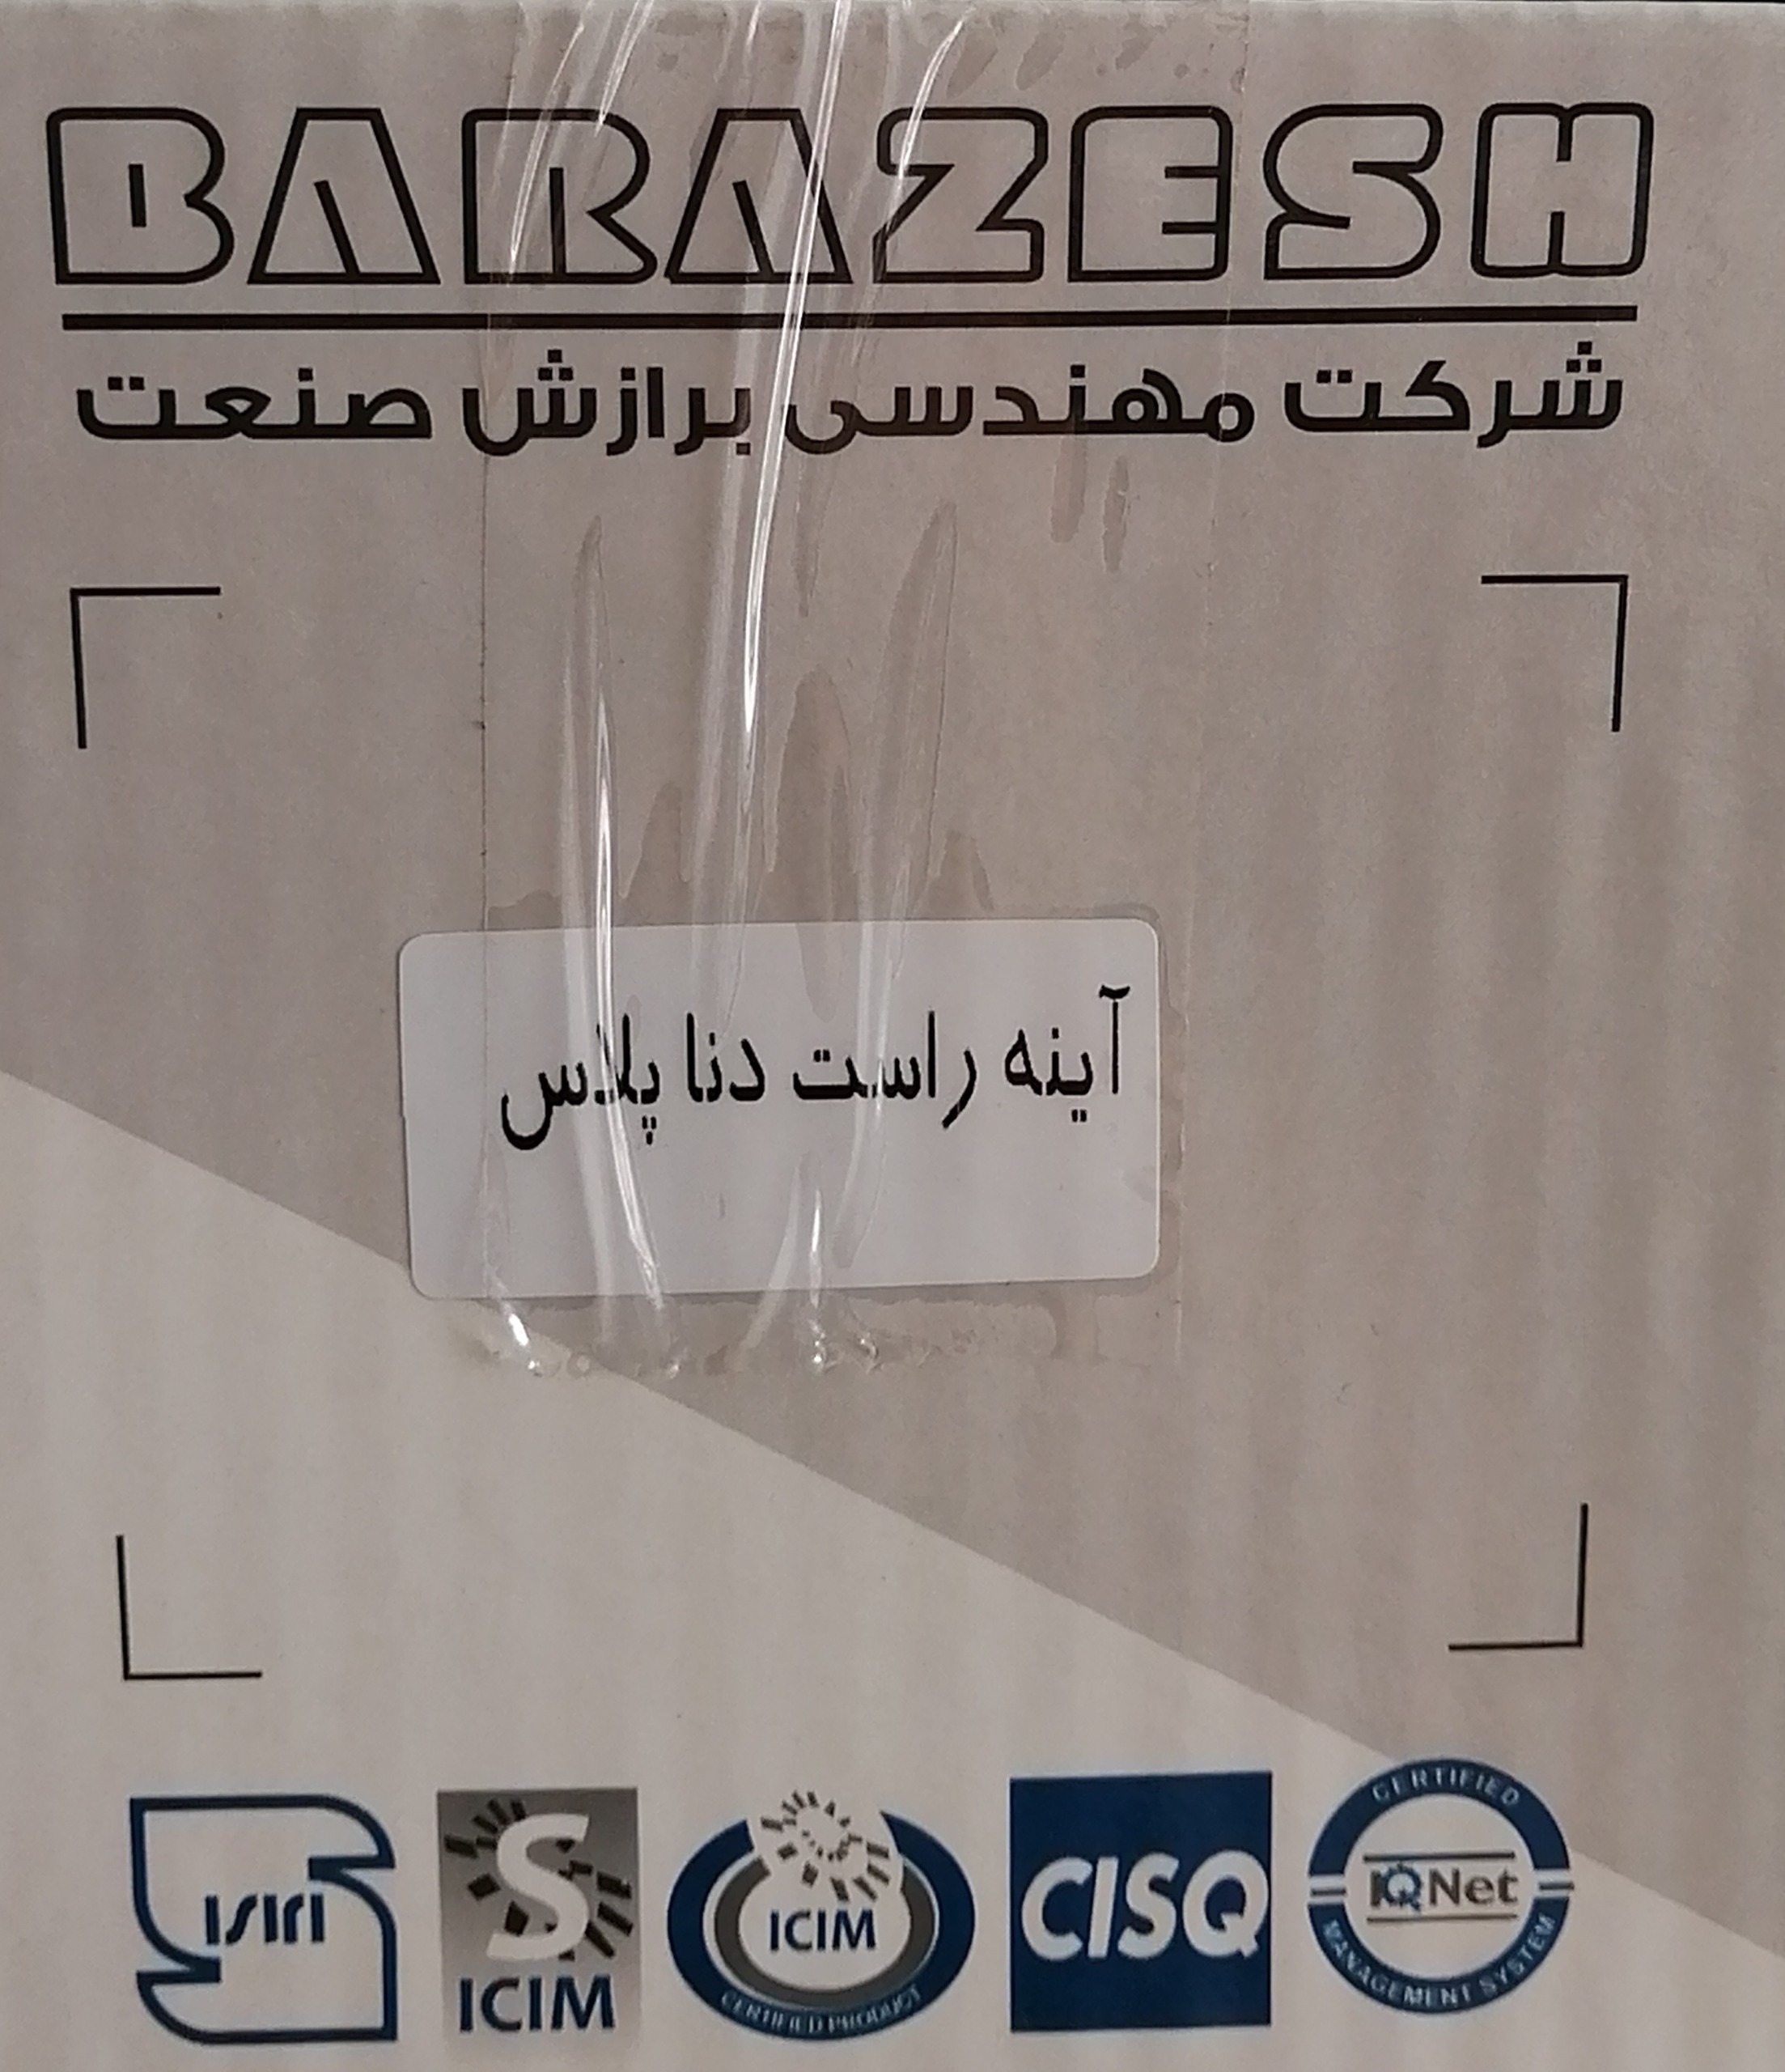 BARAZESH
شرکت مهندسی برازش صنعت
آینه راست دنا پلاس
ISIRI
S
ICIM
ICIM
CERTIFIED PRODUCT
CISQ
CERTIFIED
IQNet
MANAGEMENT SYSTEM